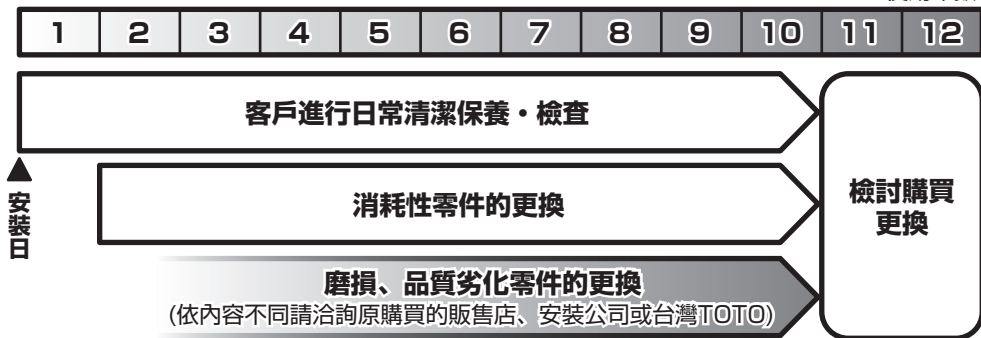 1 2 3 4 5 6 7 8 9 10 11 12
客戶進行日常清潔保養・檢查
安裝日
消耗性零件的更換
檢討購買
更換
磨損、品質劣化零件的更換
(依內容不同請洽詢原購買的販售店、安裝公司或台灣TOTO)